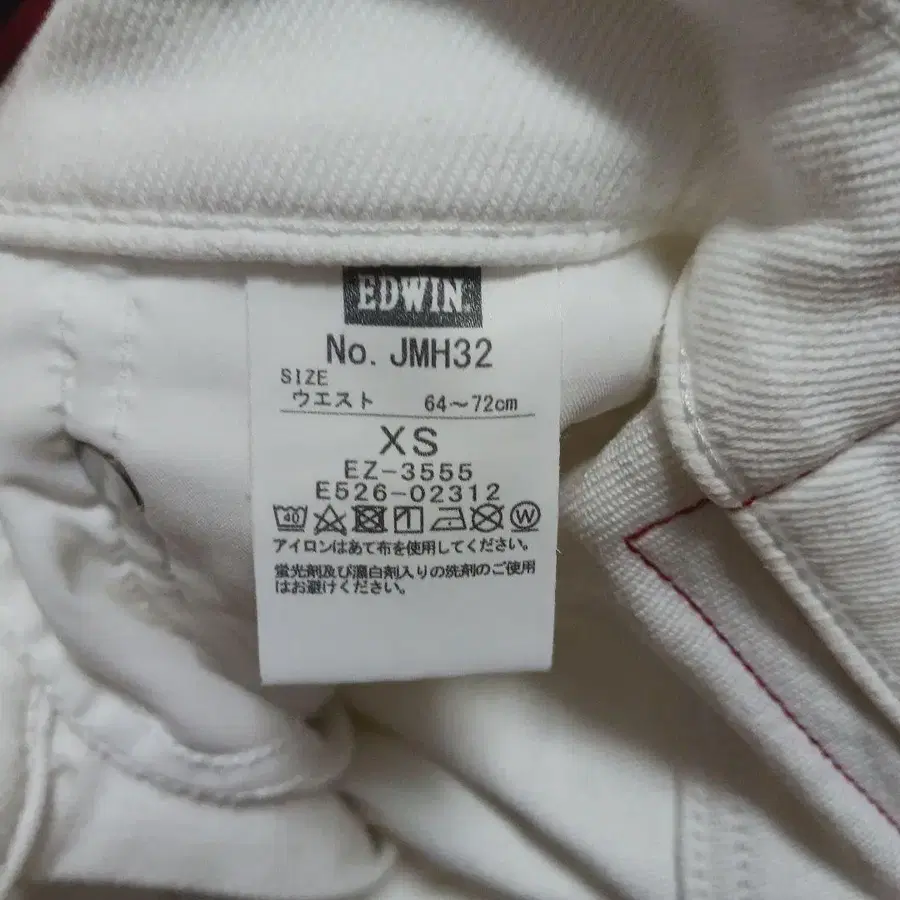 EDWIN
No. JMH32
SIZE
ウエスト 64～72cm
XS
EZ-3555
E526-02312
40 W
アイロンはあて布を使用してください。
蛍光剤及び漂白剤入りの洗剤のご使用
はお避けください。